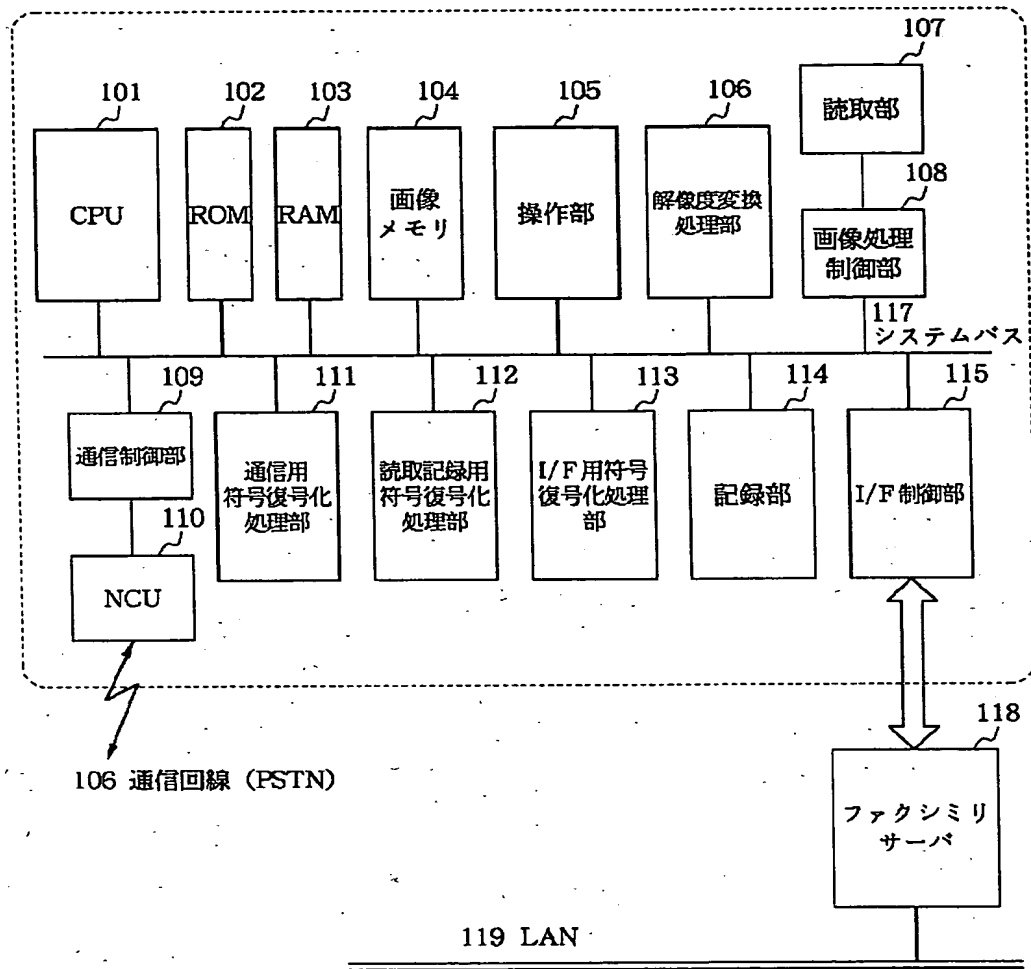 107
読取部
101
102
103
104
105
106
CPU
ROM
RAM
画像
メモリ
操作部
解像度変換
処理部
108
画像処理
制御部
117
システムバス
109
通信制御部
110
NCU
111
通信用
符号復号化
処理部
112
読取記録用
符号復号化
処理部
113
I/F用符号
復号化処理
部
114
記録部
115
I/F 制御部
106 通信回線 (PSTN)
118
ファクシミリ
サーバ
119 LAN